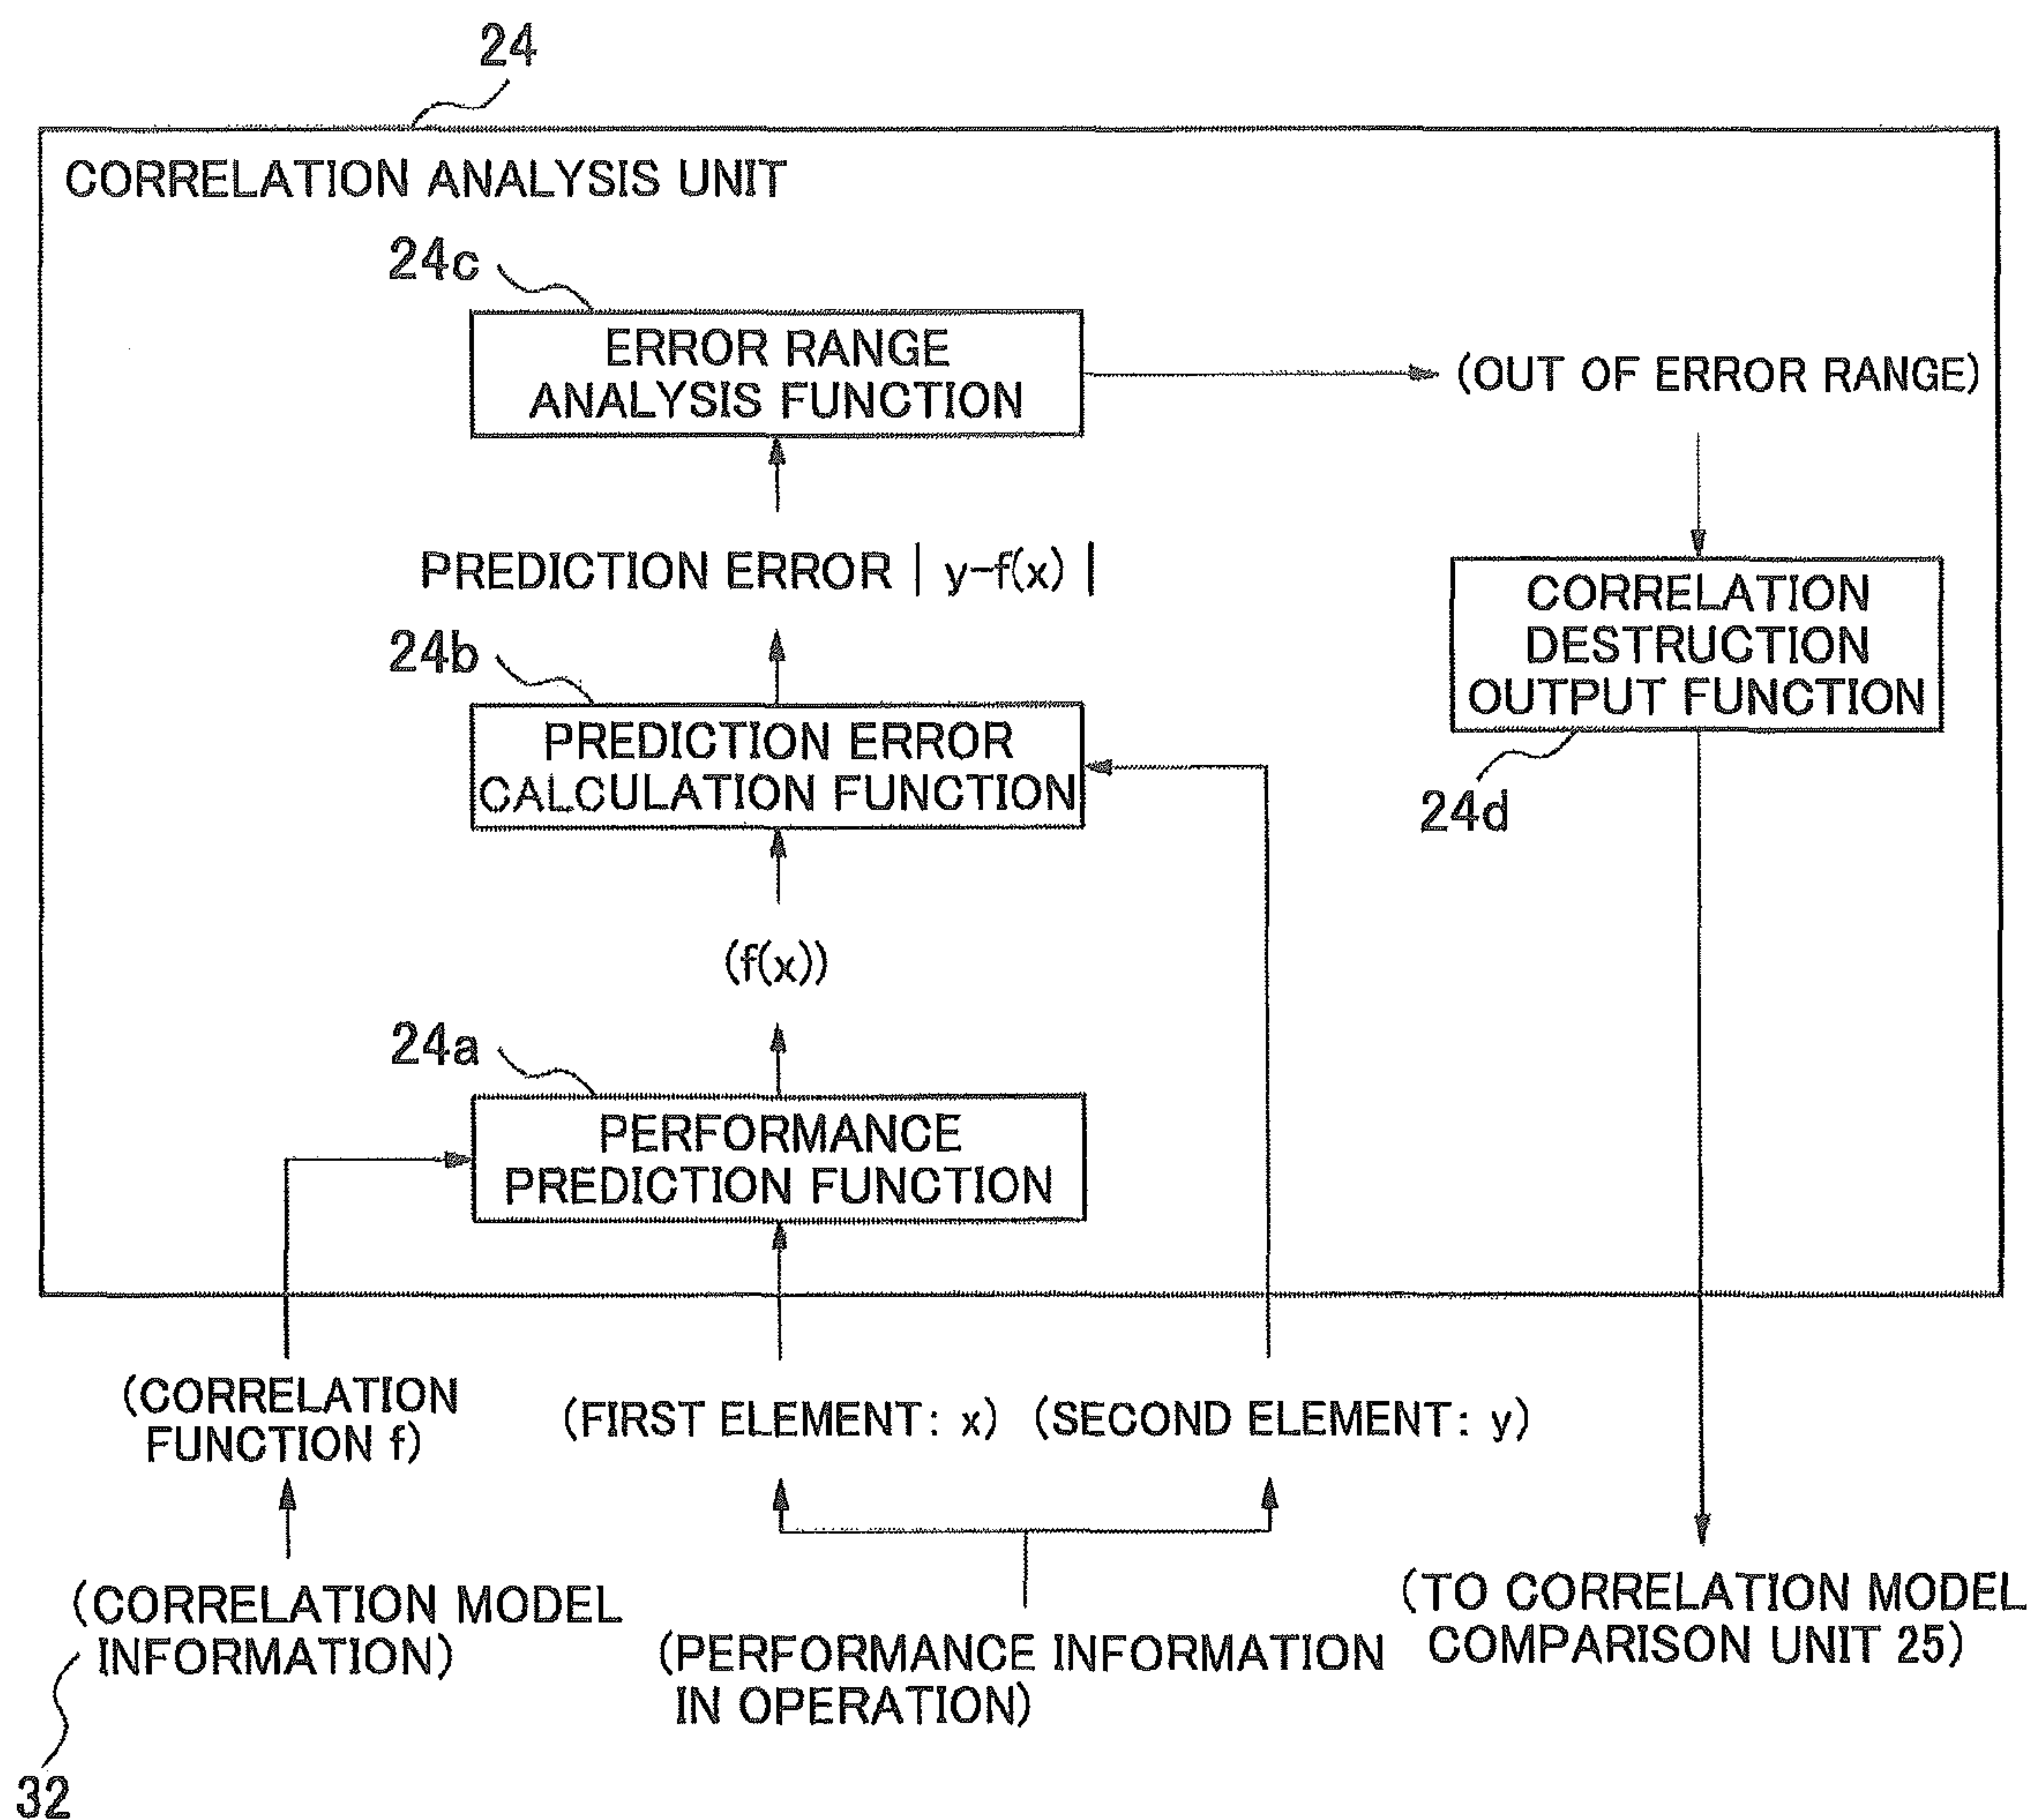 24
CORRELATION ANALYSIS UNIT
24c
ERROR RANGE
ANALYSIS FUNCTION
(OUT OF ERROR RANGE)
PREDICTION ERROR | y-f(x) |
CORRELATION
DESTRUCTION
OUTPUT FUNCTION
24b
PREDICTION ERROR
CALCULATION FUNCTION
24d
(f(x))
24a
PERFORMANCE
PREDICTION FUNCTION
(CORRELATION
FUNCTION f)
(FIRST ELEMENT: x) (SECOND ELEMENT: y)
(CORRELATION MODEL
INFORMATION)
(PERFORMANCE INFORMATION
IN OPERATION)
(TO CORRELATION MODEL
COMPARISON UNIT 25)
32